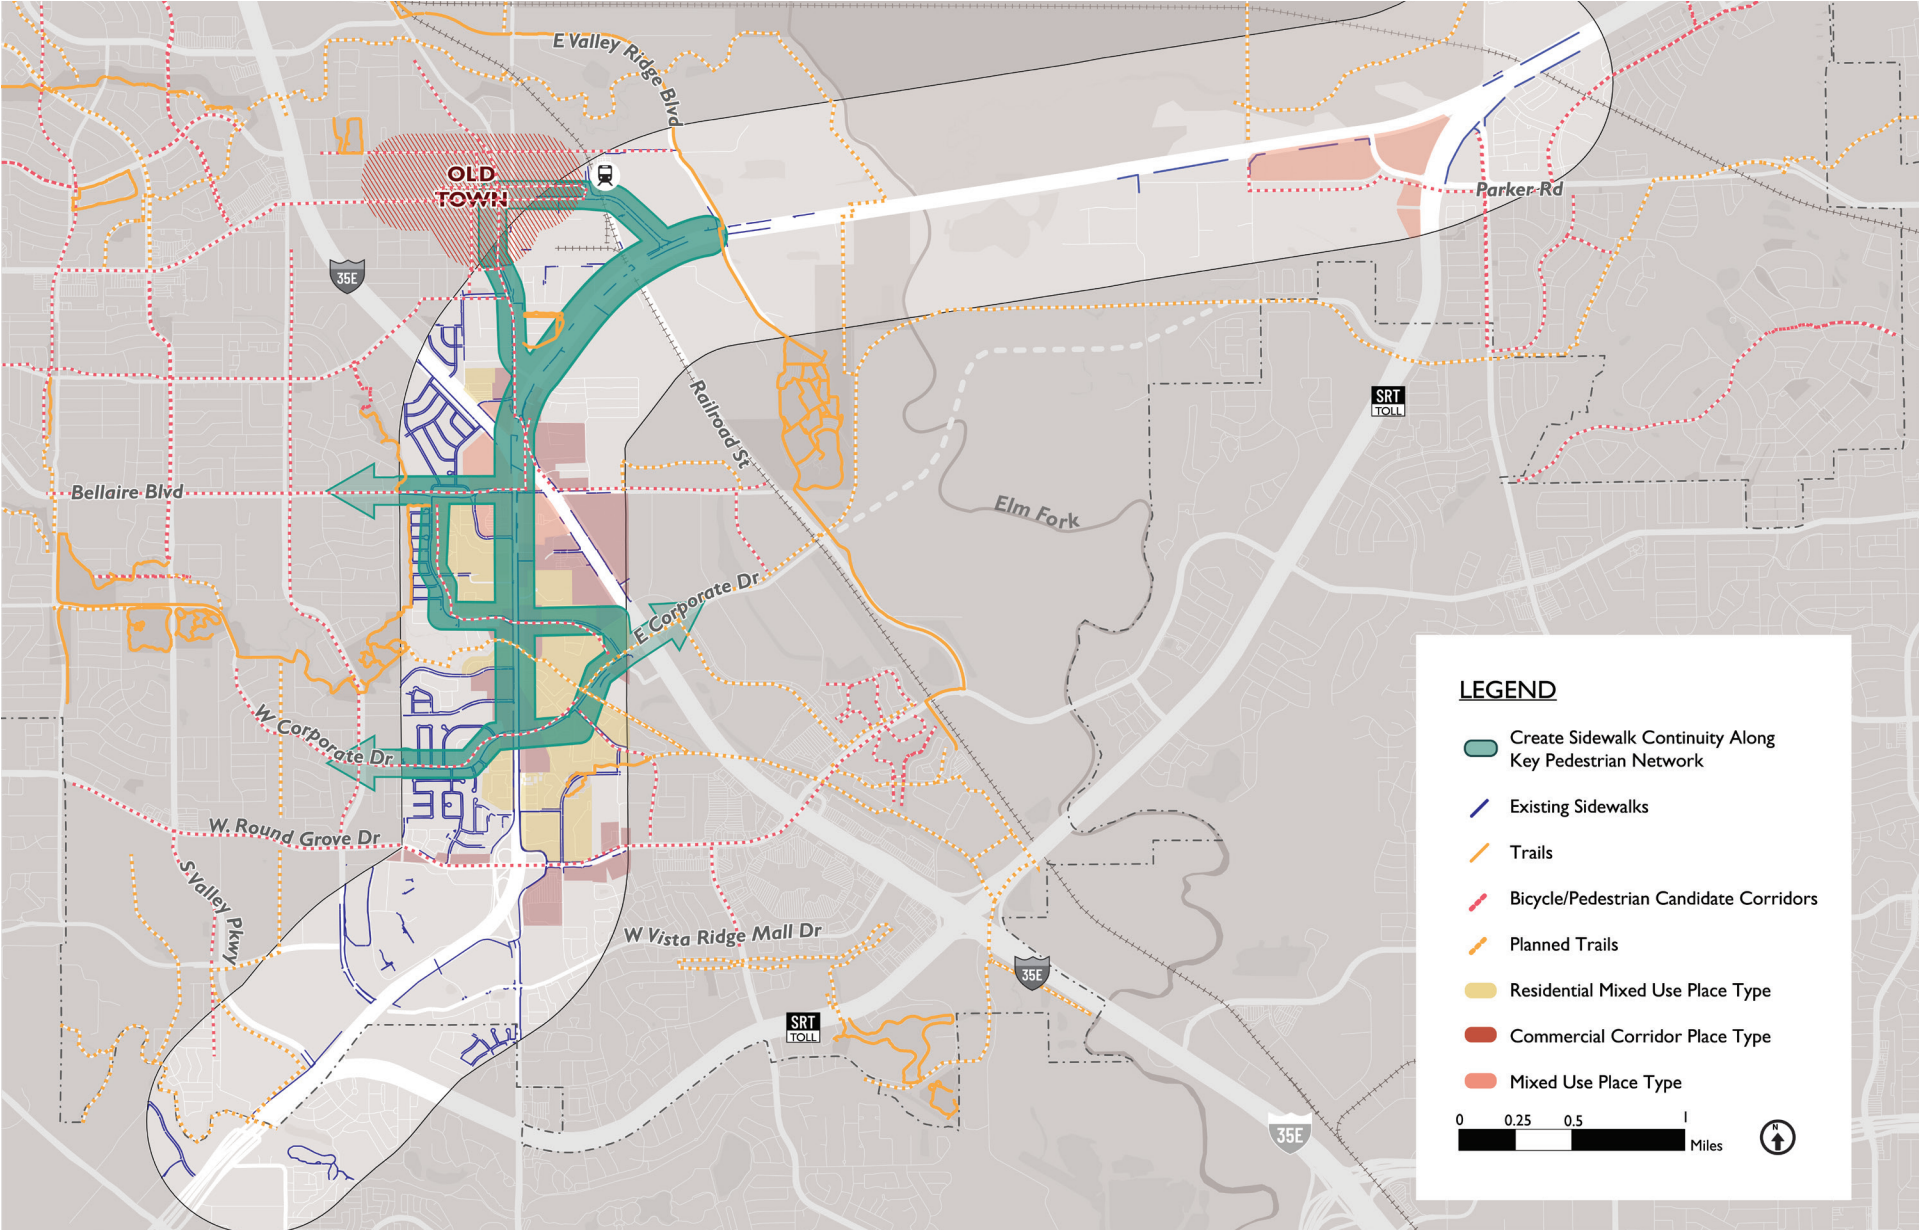 E Valley Ridge Blvd
OLD
TOWN
Parker Rd
35E
SRT
TOLL
Railroad St
Bellaire Blvd
Elm Fork
E Corporate Dr
W Corporate Dr
W. Round Grove Dr
S Valley Pkwy
W Vista Ridge Mall Dr
35E
SRT
TOLL
35E
LEGEND
Create Sidewalk Continuity Along
Key Pedestrian Network
Existing Sidewalks
Trails
Bicycle/Pedestrian Candidate Corridors
Planned Trails
Residential Mixed Use Place Type
Commercial Corridor Place Type
Mixed Use Place Type
0 0.25 0.5 1
Miles
N